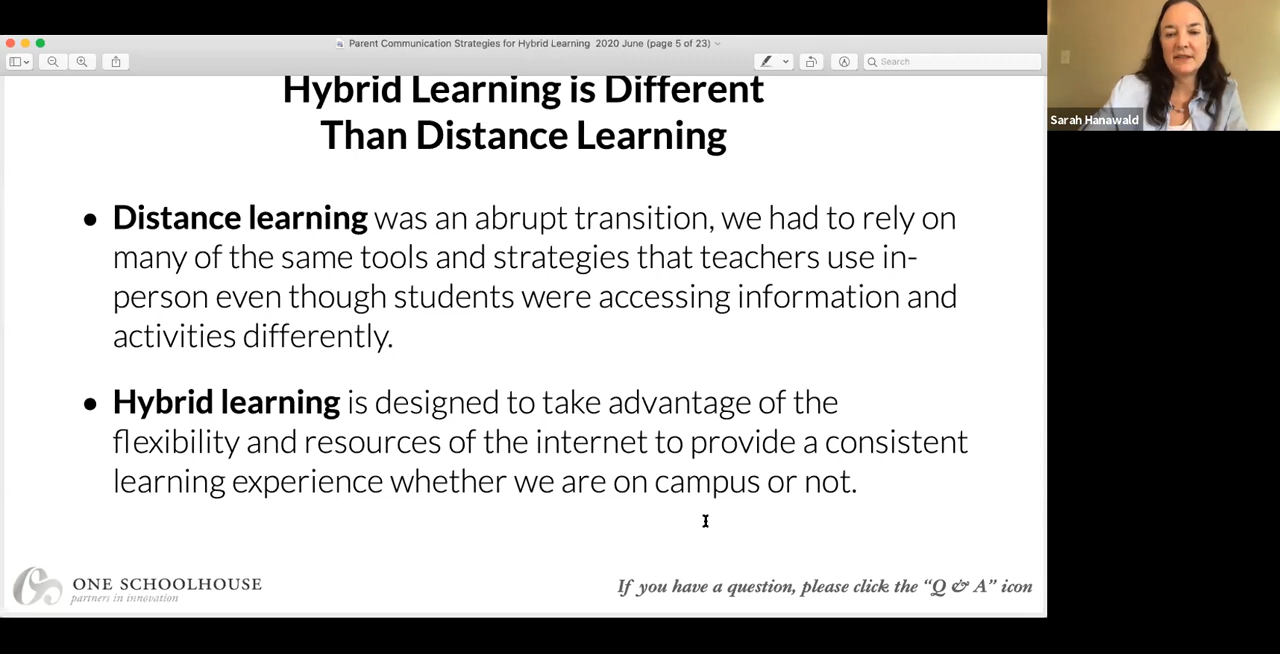 Parent Communication Strategies for Hybrid Learning 2020 June (page 5 of 23)
Search
Sarah Hanawald
Hybrid Learning is Different
Than Distance Learning
• Distance learning was an abrupt transition, we had to rely on
many of the same tools and strategies that teachers use in-
person even though students were accessing information and
activities differently.
• Hybrid learning is designed to take advantage of the
flexibility and resources of the internet to provide a consistent
learning experience whether we are on campus or not.
ONE SCHOOLHOUSE
partners in innovation
If you have a question, please click the “Q & A” icon